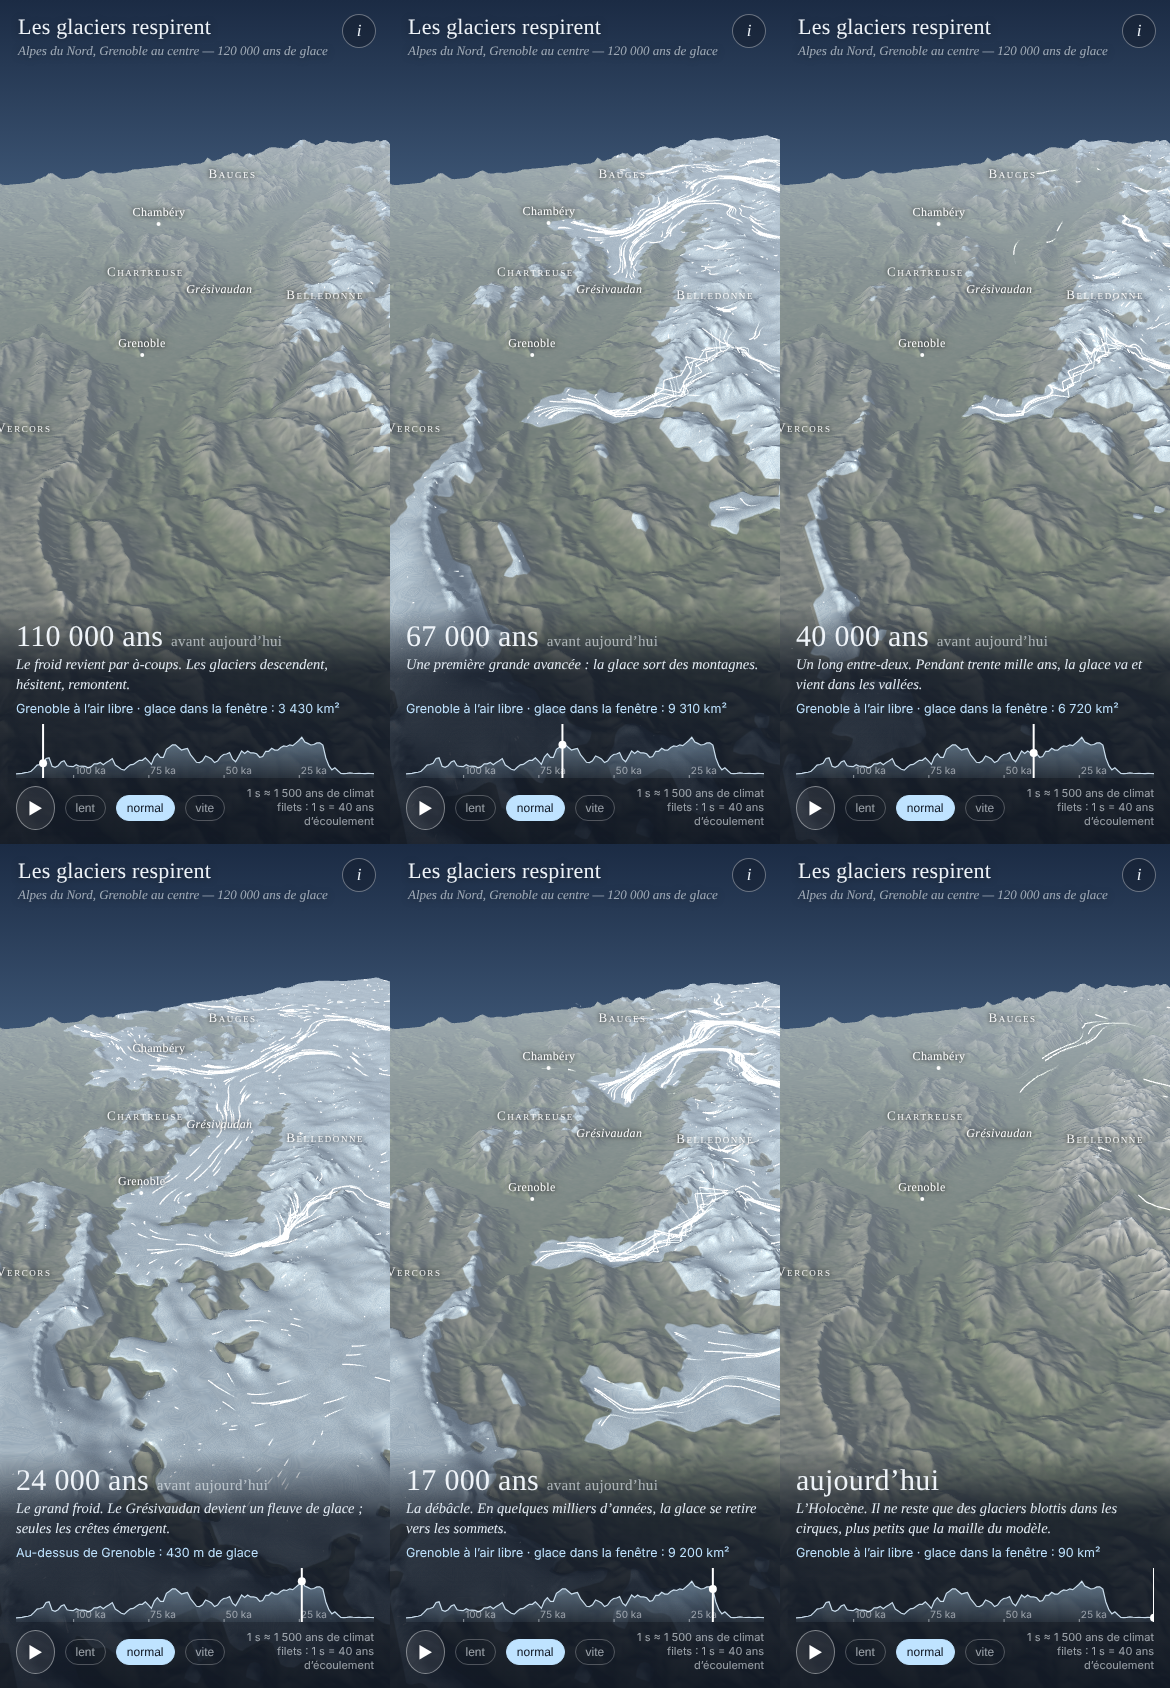 Les glaciers respirent
i
Alpes du Nord, Grenoble au centre — 120 000 ans de glace
Bauges
Chambéry
Chartreuse
Grésivaudan
Belledonne
Grenoble
Vercors
110 000 ans avant aujourd’hui
Le froid revient par à-coups. Les glaciers descendent,
hésitent, remontent.
Grenoble à l’air libre · glace dans la fenêtre : 3 430 km²
100 ka 75 ka 50 ka 25 ka
lent normal vite
1 s ≈ 1 500 ans de climat
filets : 1 s = 40 ans
d’écoulement
Les glaciers respirent
i
Alpes du Nord, Grenoble au centre — 120 000 ans de glace
Bauges
Chambéry
Chartreuse
Grésivaudan
Belledonne
Grenoble
Vercors
67 000 ans avant aujourd’hui
Une première grande avancée : la glace sort des montagnes.
Grenoble à l’air libre · glace dans la fenêtre : 9 310 km²
100 ka 75 ka 50 ka 25 ka
lent normal vite
1 s ≈ 1 500 ans de climat
filets : 1 s = 40 ans
d’écoulement
Les glaciers respirent
i
Alpes du Nord, Grenoble au centre — 120 000 ans de glace
Bauges
Chambéry
Chartreuse
Grésivaudan
Belledonne
Grenoble
Vercors
40 000 ans avant aujourd’hui
Un long entre-deux. Pendant trente mille ans, la glace va et
vient dans les vallées.
Grenoble à l’air libre · glace dans la fenêtre : 6 720 km²
100 ka 75 ka 50 ka 25 ka
lent normal vite
1 s ≈ 1 500 ans de climat
filets : 1 s = 40 ans
d’écoulement
Les glaciers respirent
i
Alpes du Nord, Grenoble au centre — 120 000 ans de glace
Bauges
Chambéry
Chartreuse
Grésivaudan
Belledonne
Grenoble
Vercors
24 000 ans avant aujourd’hui
Le grand froid. Le Grésivaudan devient un fleuve de glace ;
seules les crêtes émergent.
Au-dessus de Grenoble : 430 m de glace
100 ka 75 ka 50 ka 25 ka
lent normal vite
1 s ≈ 1 500 ans de climat
filets : 1 s = 40 ans
d’écoulement
Les glaciers respirent
i
Alpes du Nord, Grenoble au centre — 120 000 ans de glace
Bauges
Chambéry
Chartreuse
Grésivaudan
Belledonne
Grenoble
Vercors
17 000 ans avant aujourd’hui
La débâcle. En quelques milliers d’années, la glace se retire
vers les sommets.
Grenoble à l’air libre · glace dans la fenêtre : 9 200 km²
100 ka 75 ka 50 ka 25 ka
lent normal vite
1 s ≈ 1 500 ans de climat
filets : 1 s = 40 ans
d’écoulement
Les glaciers respirent
i
Alpes du Nord, Grenoble au centre — 120 000 ans de glace
Bauges
Chambéry
Chartreuse
Grésivaudan
Belledonne
Grenoble
Vercors
aujourd’hui
L’Holocène. Il ne reste que des glaciers blottis dans les
cirques, plus petits que la maille du modèle.
Grenoble à l’air libre · glace dans la fenêtre : 90 km²
100 ka 75 ka 50 ka 25 ka
lent normal vite
1 s ≈ 1 500 ans de climat
filets : 1 s = 40 ans
d’écoulement